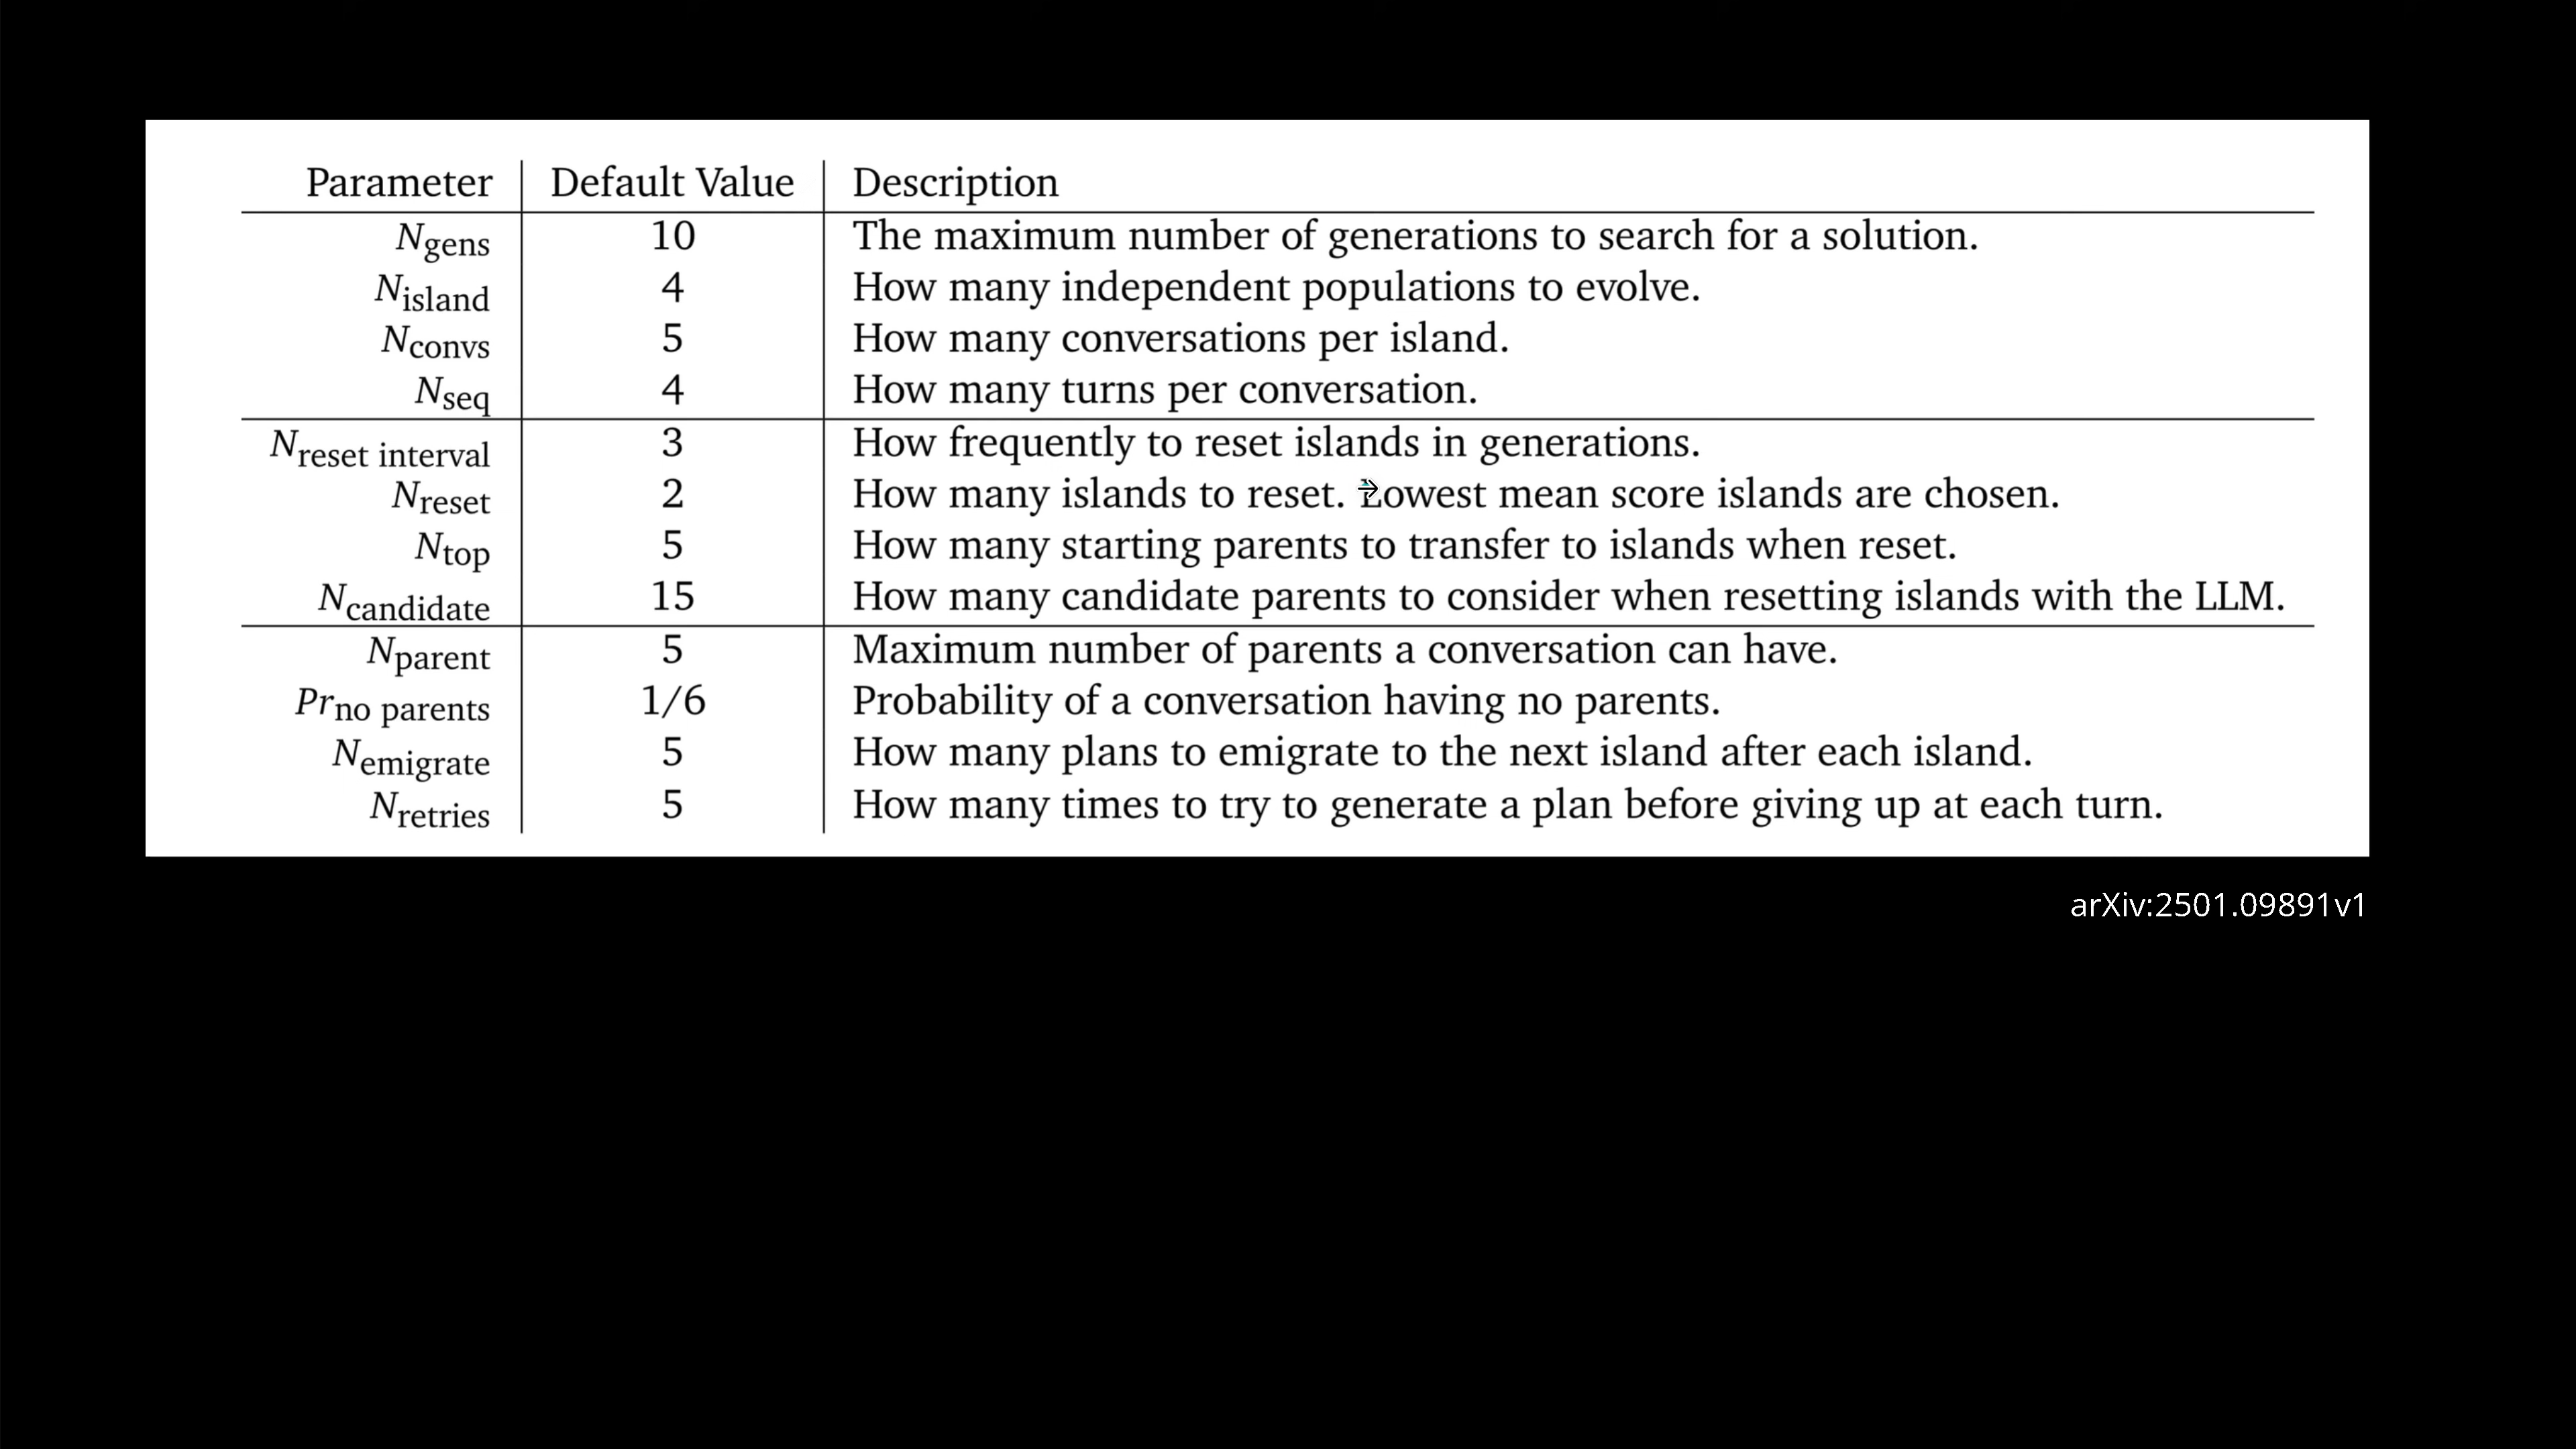 Parameter Default Value Description
Ngens 10 The maximum number of generations to search for a solution.
Nisland 4 How many independent populations to evolve.
Nconvs 5 How many conversations per island.
Nseq 4 How many turns per conversation.
Nreset interval 3 How frequently to reset islands in generations.
Nreset 2 How many islands to reset. Lowest mean score islands are chosen.
Ntop 5 How many starting parents to transfer to islands when reset.
Ncandidate 15 How many candidate parents to consider when resetting islands with the LLM.
Nparent 5 Maximum number of parents a conversation can have.
Prno parents 1/6 Probability of a conversation having no parents.
Nemigrate 5 How many plans to emigrate to the next island after each island.
Nretries 5 How many times to try to generate a plan before giving up at each turn.
arXiv:2501.09891v1